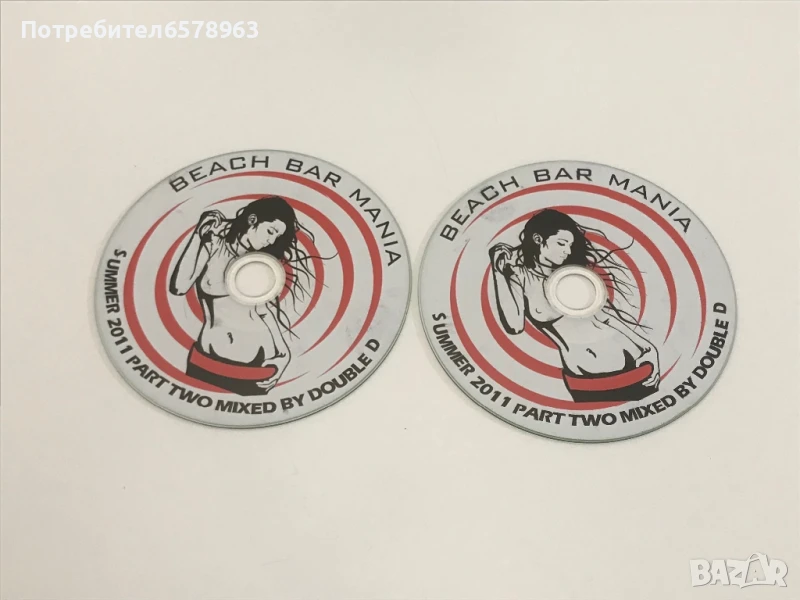 Потребител6578963
BEACH BAR MANIA
SUMMER 2011 PART TWO MIXED BY DOUBLE D
BEACH BAR MANIA
SUMMER 2011 PART TWO MIXED BY DOUBLE D
BAZAR